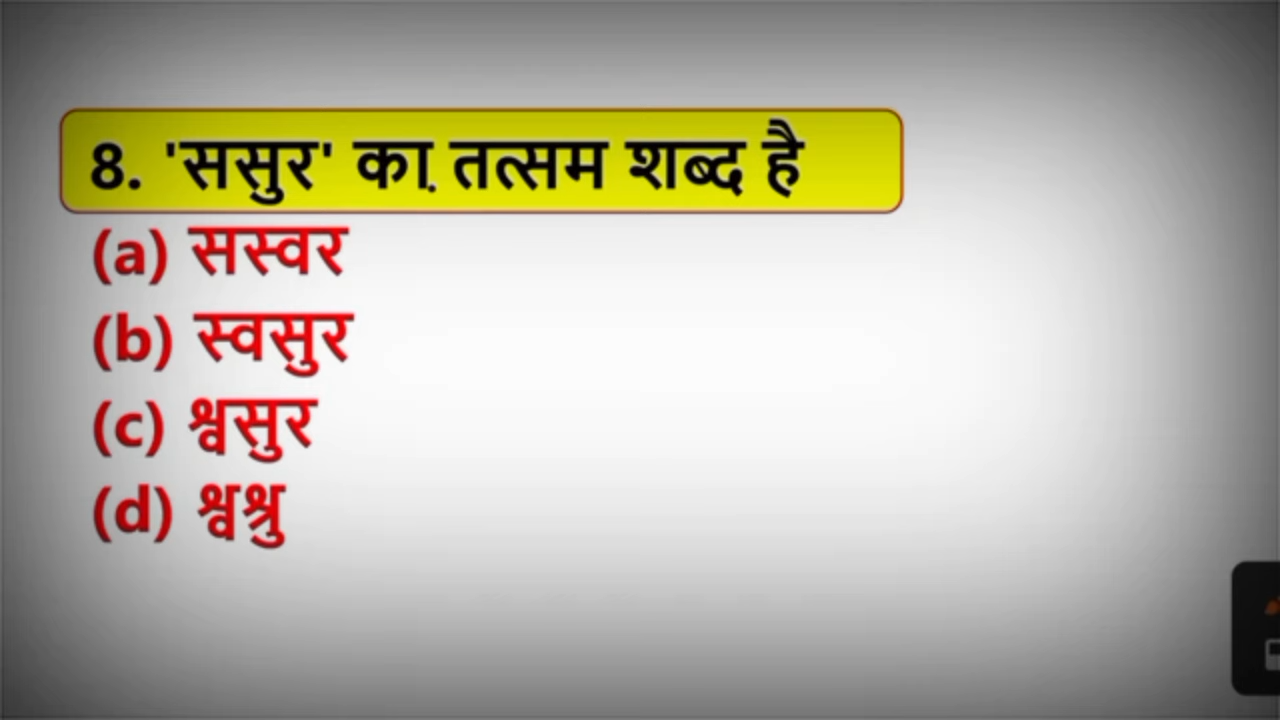 8. 'ससुर' का तत्सम शब्द है
(a) सस्वर
(b) स्वसुर
(c) श्वसुर
(d) श्वश्रु